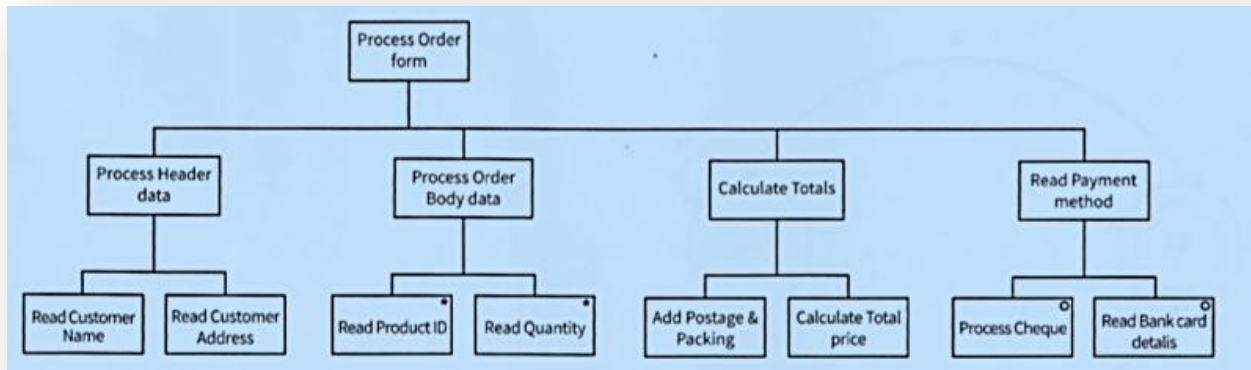 Process Order
form
Process Header
data
Process Order
Body data
Calculate Totals
Read Payment
method
Read Customer
Name
Read Customer
Address
Read Product ID
*
Read Quantity
*
Add Postage &
Packing
Calculate Total
price
Process Cheque
Read Bank card
detalis